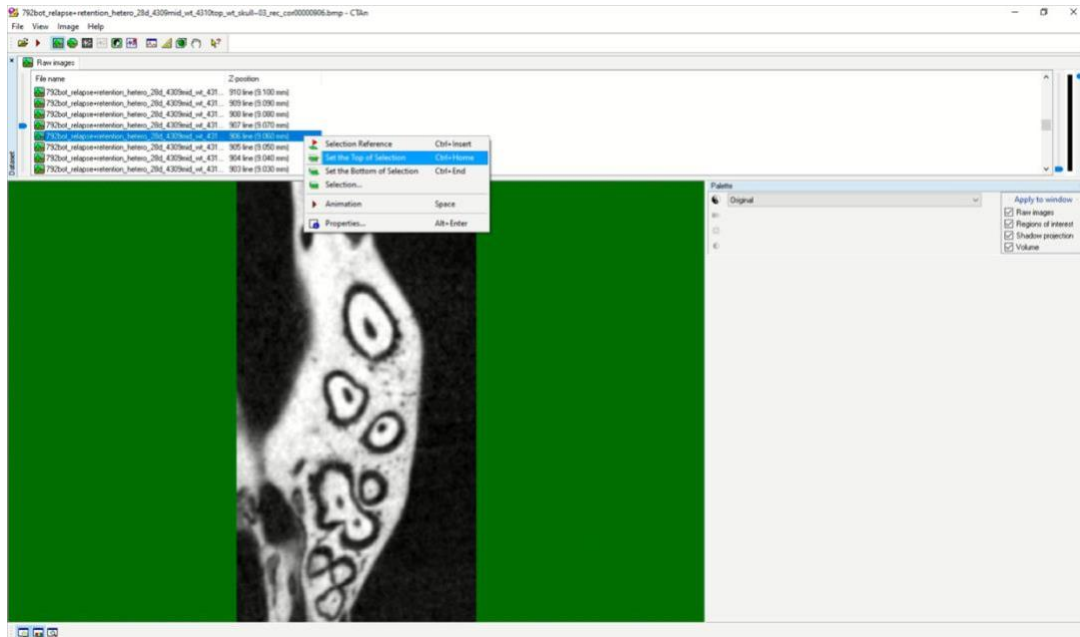 792bot_relapse+retention_hetero_28d_4309mid_wt_4310top_wt_skull--03_rec_cor00000906.bmp - CTAn
File View Image Help
Raw images
File name Z-position
792bot_relapse+retention_hetero_28d_4309mid_wt_431... 910 line (9.100 mm)
792bot_relapse+retention_hetero_28d_4309mid_wt_431... 909 line (9.090 mm)
792bot_relapse+retention_hetero_28d_4309mid_wt_431... 908 line (9.080 mm)
792bot_relapse+retention_hetero_28d_4309mid_wt_431... 907 line (9.070 mm)
792bot_relapse+retention_hetero_28d_4309mid_wt_431... 906 line (9.060 mm)
792bot_relapse+retention_hetero_28d_4309mid_wt_431... 905 line (9.050 mm)
792bot_relapse+retention_hetero_28d_4309mid_wt_431... 904 line (9.040 mm)
792bot_relapse+retention_hetero_28d_4309mid_wt_431... 903 line (9.030 mm)
Dataset
Selection Reference Ctrl+Insert
Set the Top of Selection Ctrl+Home
Set the Bottom of Selection Ctrl+End
Selection...
Animation Space
Properties... Alt+Enter
Palette
Original
Apply to window
Raw images
Regions of interest
Shadow projection
Volume